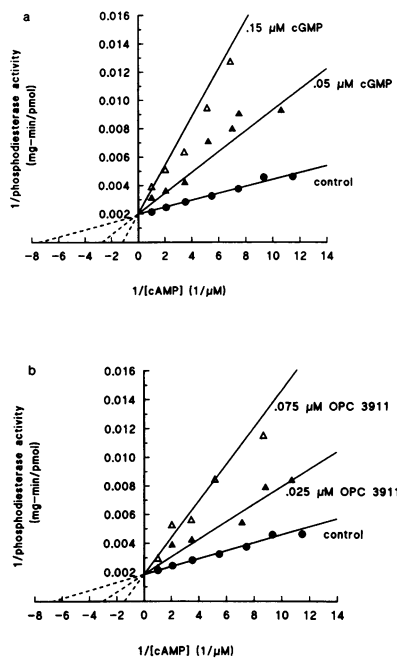 a
0.016
0.014
0.012
0.010
0.008
0.006
0.004
0.002
1/phosphodiesterase activity
(mg-min/pmol)
.15 µM cGMP
.05 µM cGMP
control
-8 -6 -4 -2 0 2 4 6 8 10 12 14
1/[cAMP] (1/µM)
b
0.016
0.014
0.012
0.010
0.008
0.006
0.004
0.002
1/phosphodiesterase activity
(mg-min/pmol)
.075 µM OPC 3911
.025 µM OPC 3911
control
-8 -6 -4 -2 0 2 4 6 8 10 12 14
1/[cAMP] (1/µM)